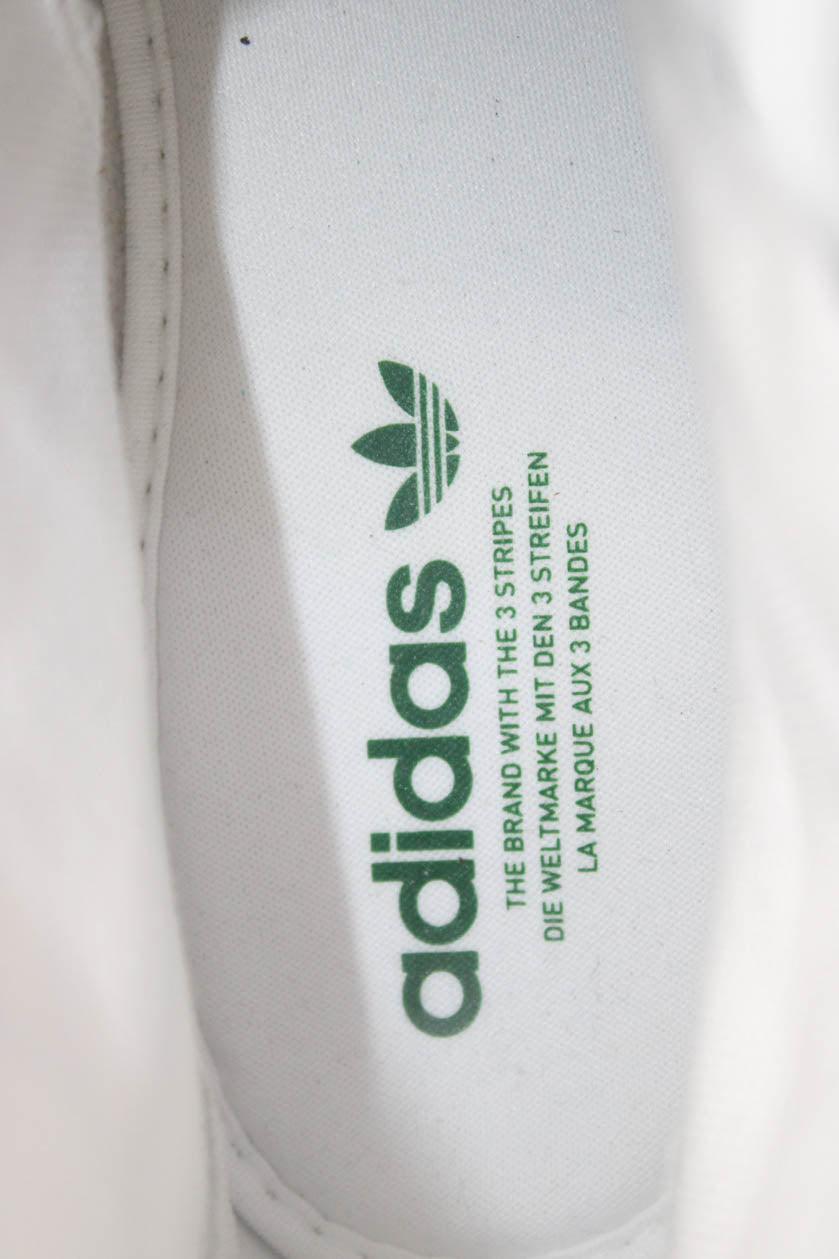 adidas
THE BRAND WITH THE 3 STRIPES
DIE WELTMARKE MIT DEN 3 STREIFEN
LA MARQUE AUX 3 BANDES